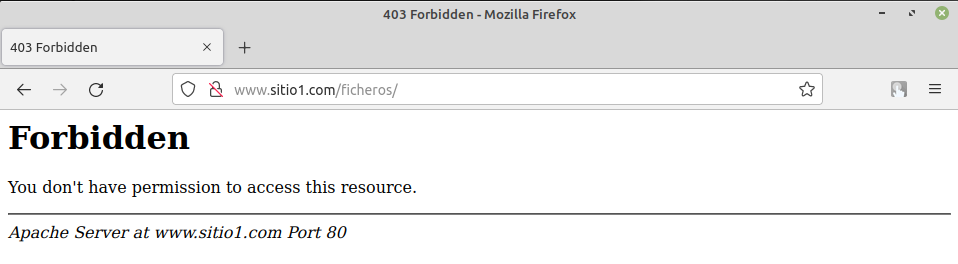 403 Forbidden - Mozilla Firefox
403 Forbidden
www.sitio1.com/ficheros/
Forbidden
You don't have permission to access this resource.
Apache Server at www.sitio1.com Port 80